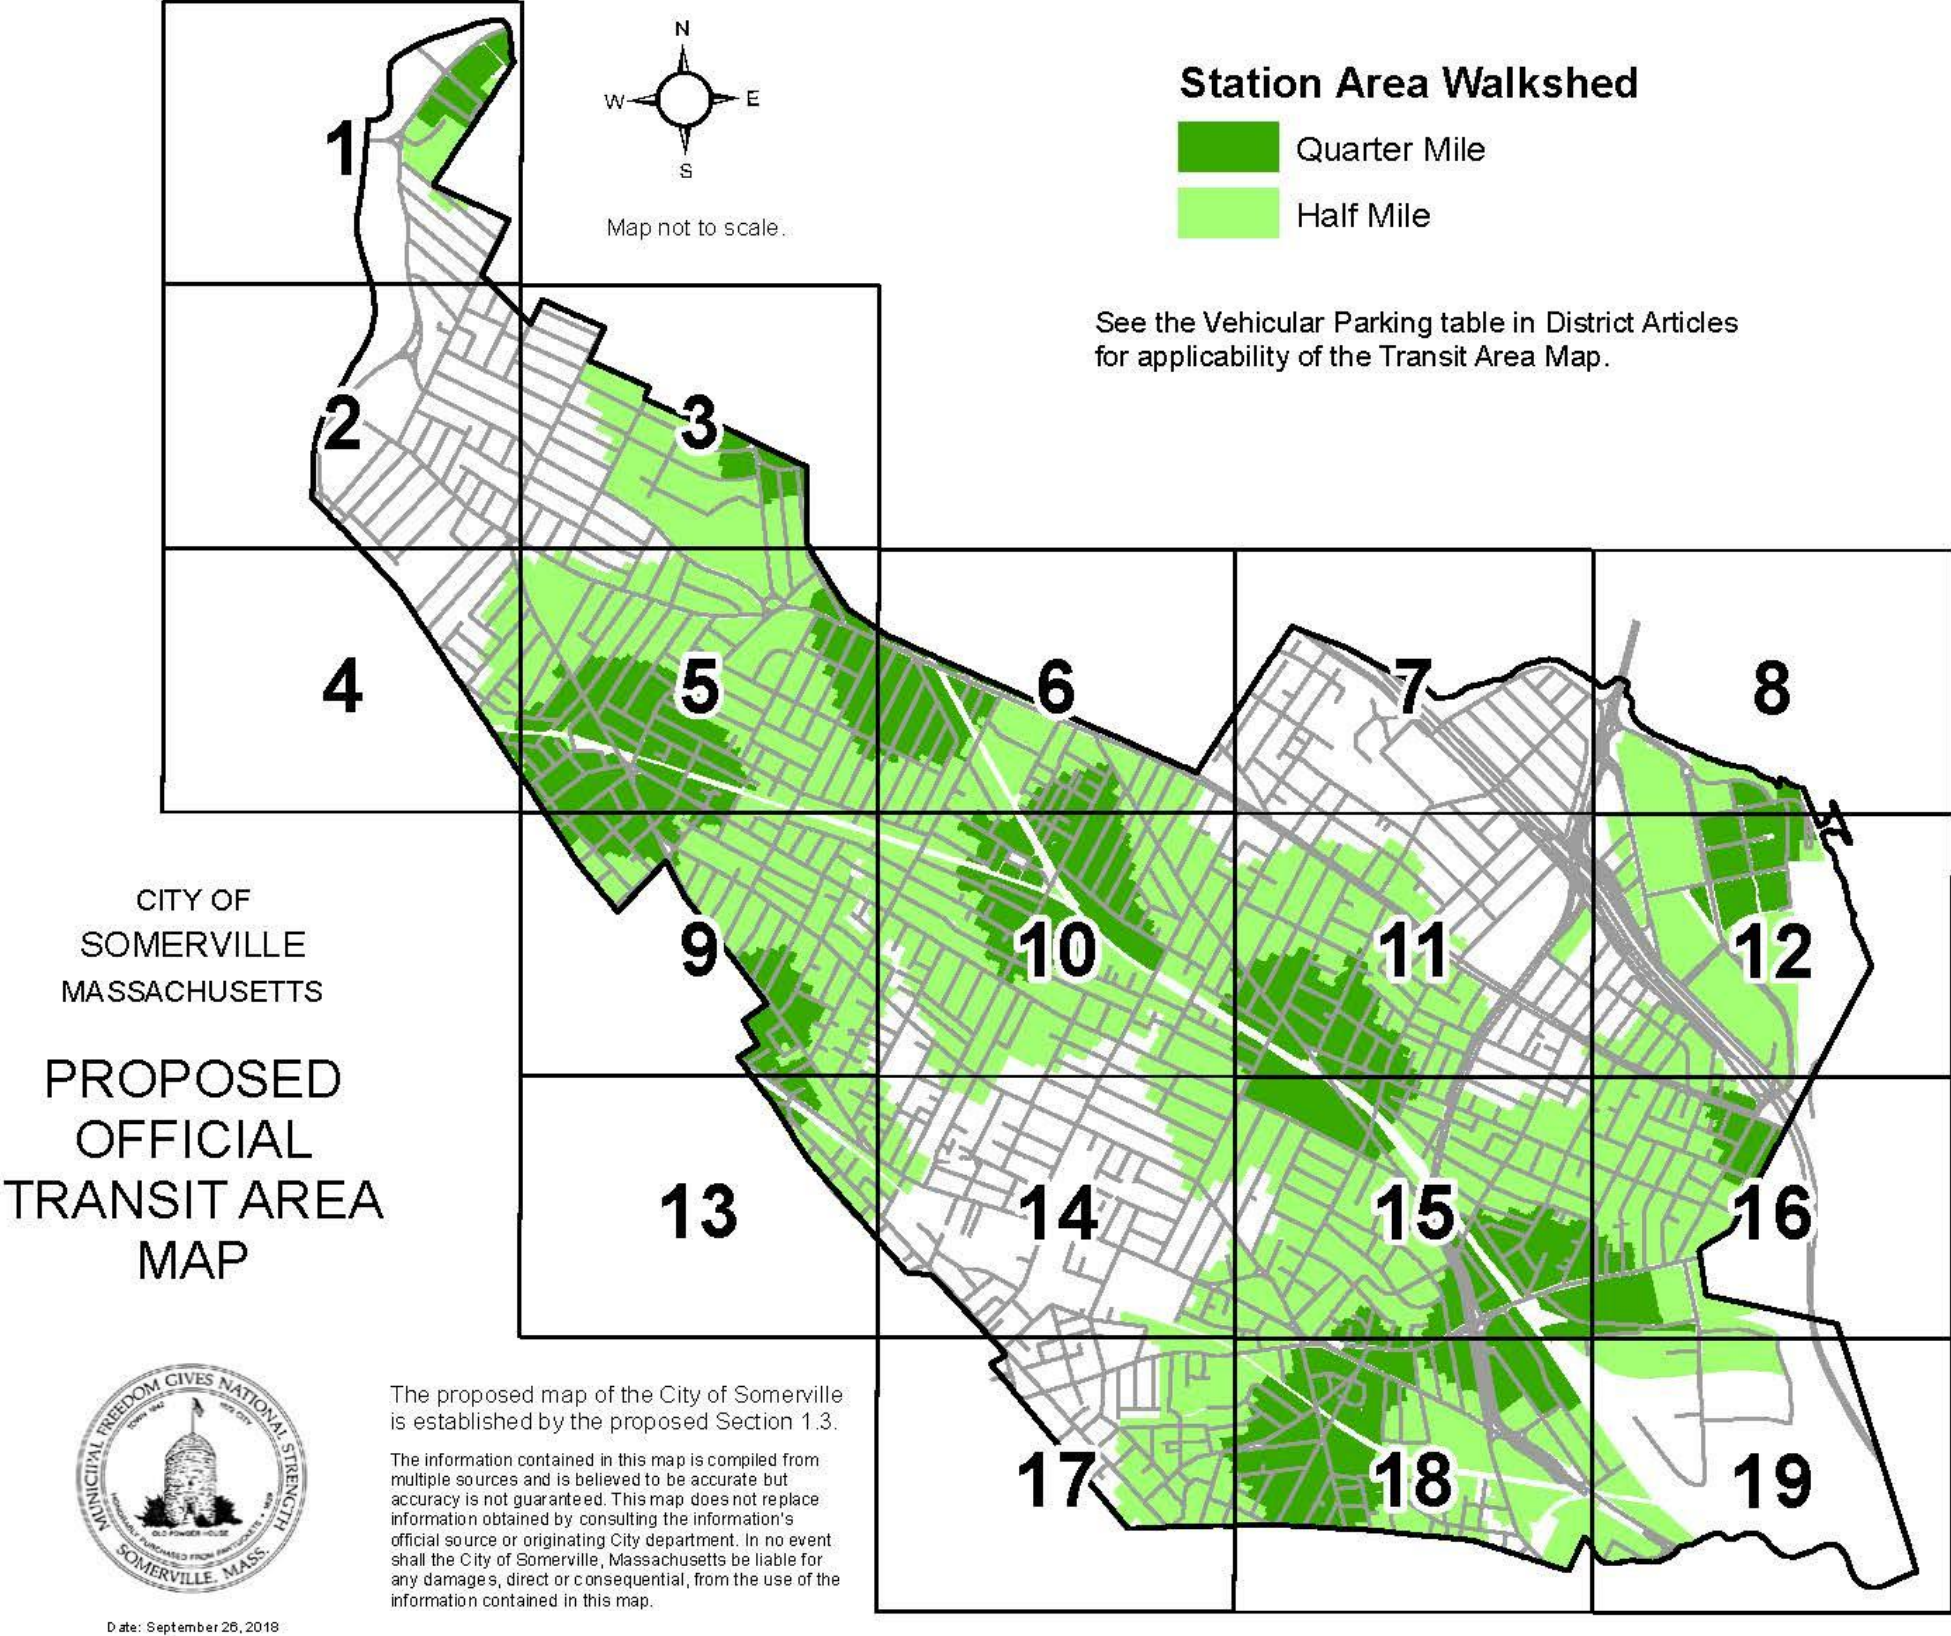 N
W
E
S
Map not to scale.
Station Area Walkshed
Quarter Mile
Half Mile
See the Vehicular Parking table in District Articles
for applicability of the Transit Area Map.
1
2
3
4
5
6
7
8
9
10
11
12
13
14
15
16
17
18
19
CITY OF
SOMERVILLE
MASSACHUSETTS
PROPOSED
OFFICIAL
TRANSIT AREA
MAP
MUNICIPAL FREEDOM GIVES NATIONAL STRENGTH
OLD POWDER HOUSE
SOMERVILLE, MASS.
Date: September 26, 2018
The proposed map of the City of Somerville
is established by the proposed Section 1.3.
The information contained in this map is compiled from
multiple sources and is believed to be accurate but
accuracy is not guaranteed. This map does not replace
information obtained by consulting the information's
official source or originating City department. In no event
shall the City of Somerville, Massachusetts be liable for
any damages, direct or consequential, from the use of the
information contained in this map.